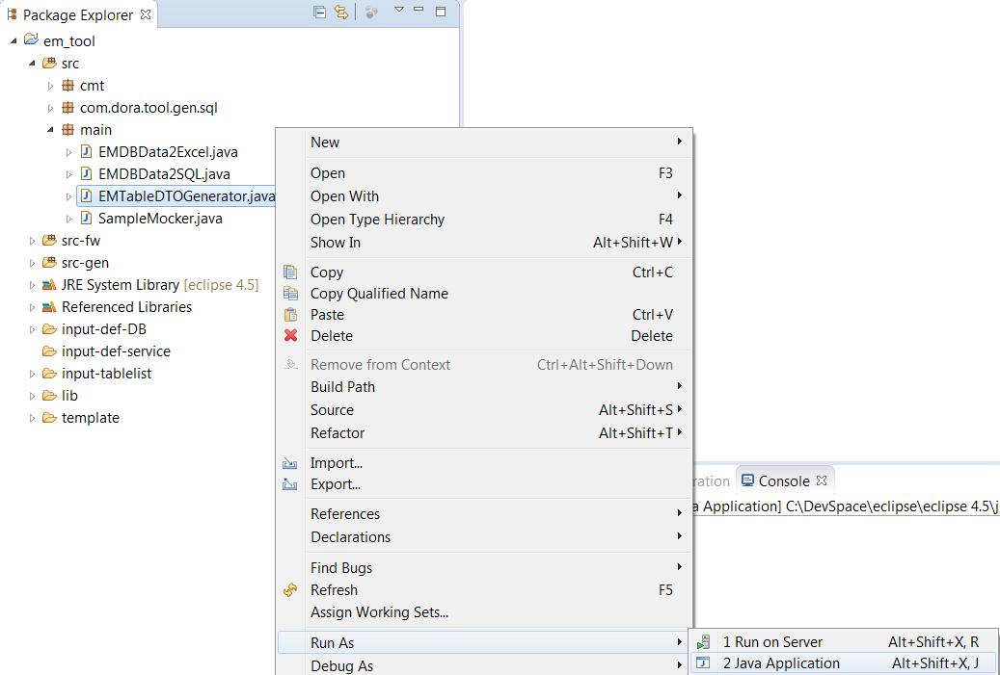 Package Explorer
em_tool
src
cmt
com.dora.tool.gen.sql
main
EMDBData2Excel.java
EMDBData2SQL.java
EMTableDTOGenerator.java
SampleMocker.java
src-fw
src-gen
JRE System Library [eclipse 4.5]
Referenced Libraries
input-def-DB
input-def-service
input-tablelist
lib
template
New
Open F3
Open With
Open Type Hierarchy F4
Show In Alt+Shift+W
Copy Ctrl+C
Copy Qualified Name
Paste Ctrl+V
Delete Delete
Remove from Context Ctrl+Alt+Shift+Down
Build Path
Source Alt+Shift+S
Refactor Alt+Shift+T
Import...
Export...
References
Declarations
Find Bugs
Refresh F5
Assign Working Sets...
Run As
Debug As
ration Console
a Application] C:\DevSpace\eclipse\eclipse 4.5\j
1 Run on Server Alt+Shift+X, R
2 Java Application Alt+Shift+X, J